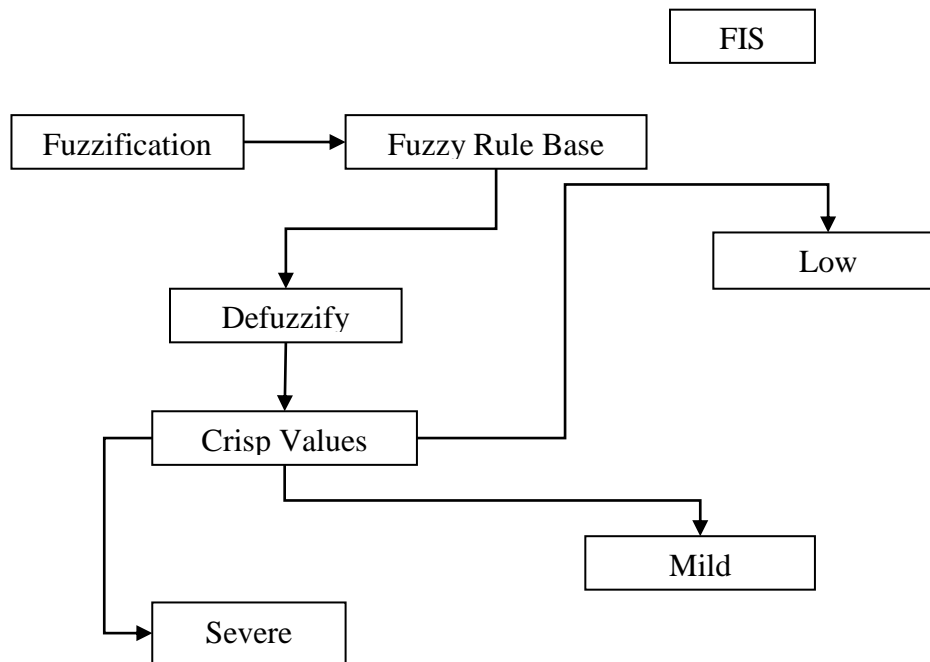 FIS
Fuzzification
Fuzzy Rule Base
Low
Defuzzify
Crisp Values
Mild
Severe